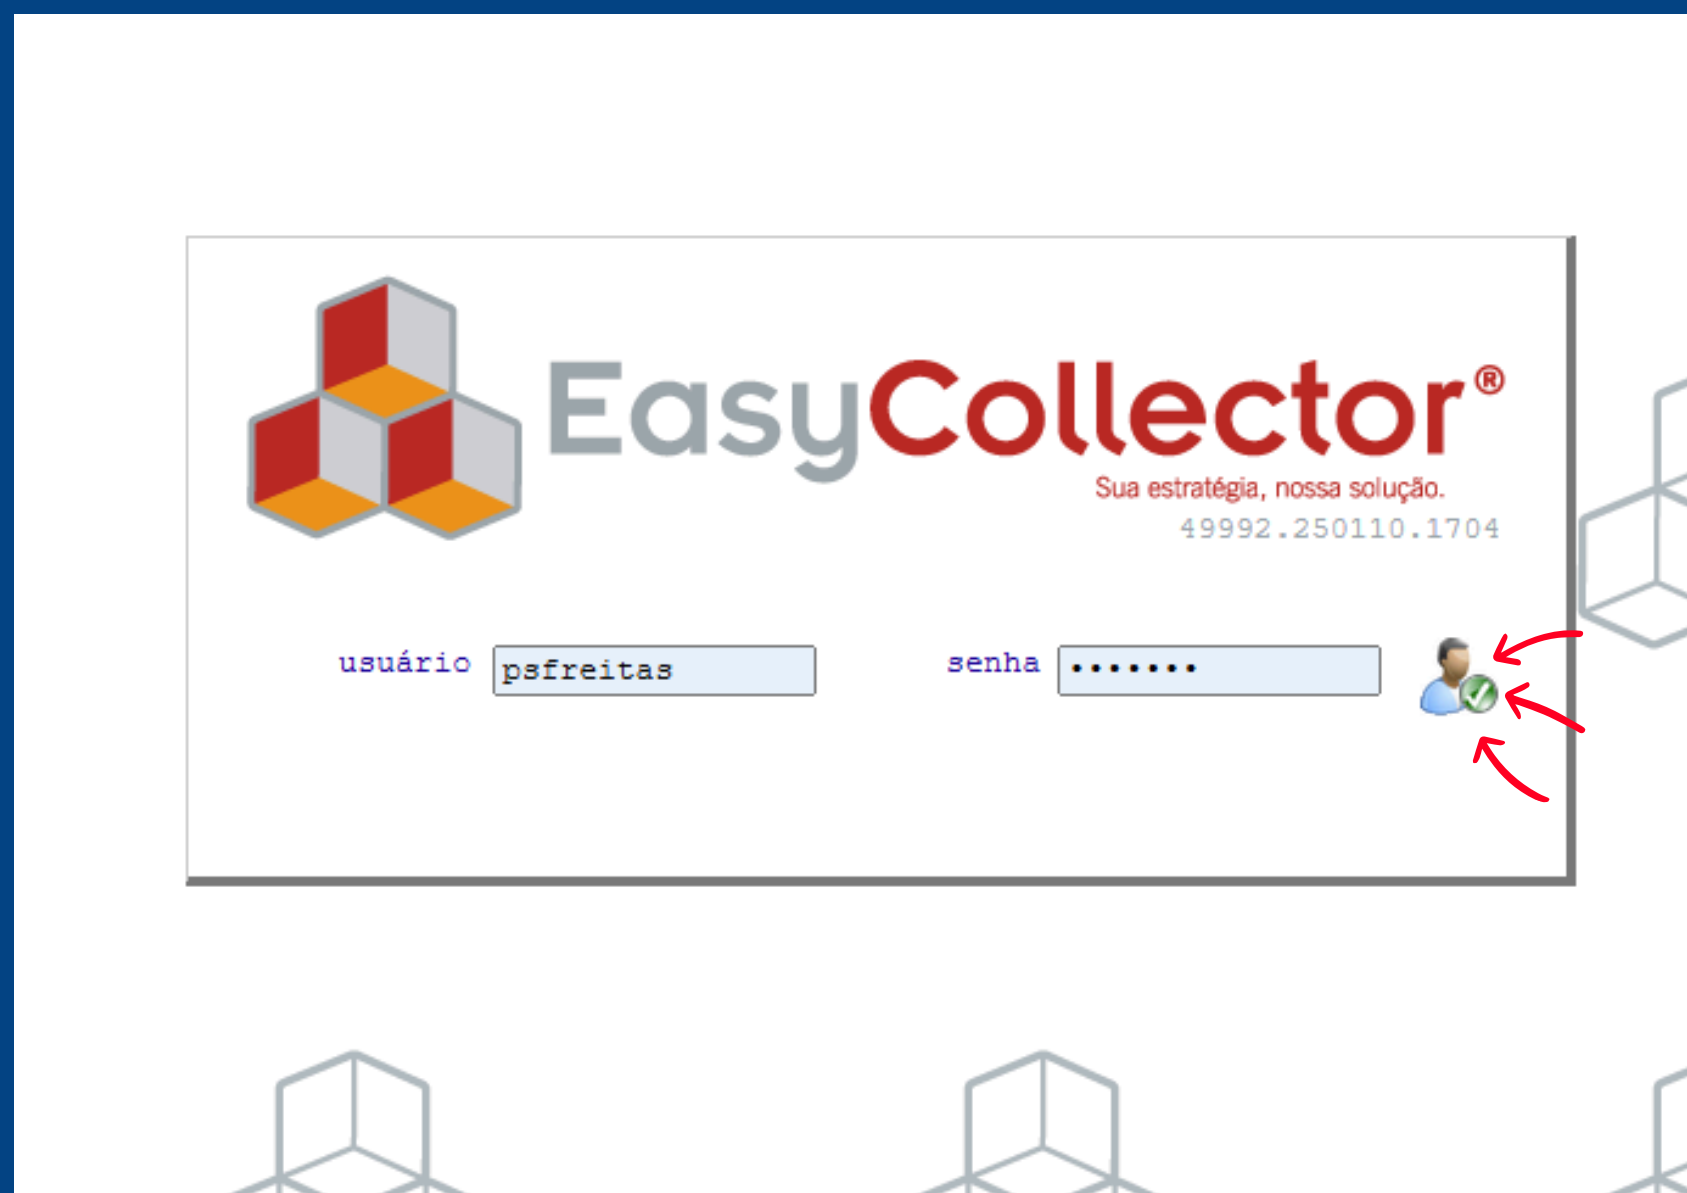 EasyCollector®
Sua estratégia, nossa solução.
49992.250110.1704
usuário psfreitas senha •••••••